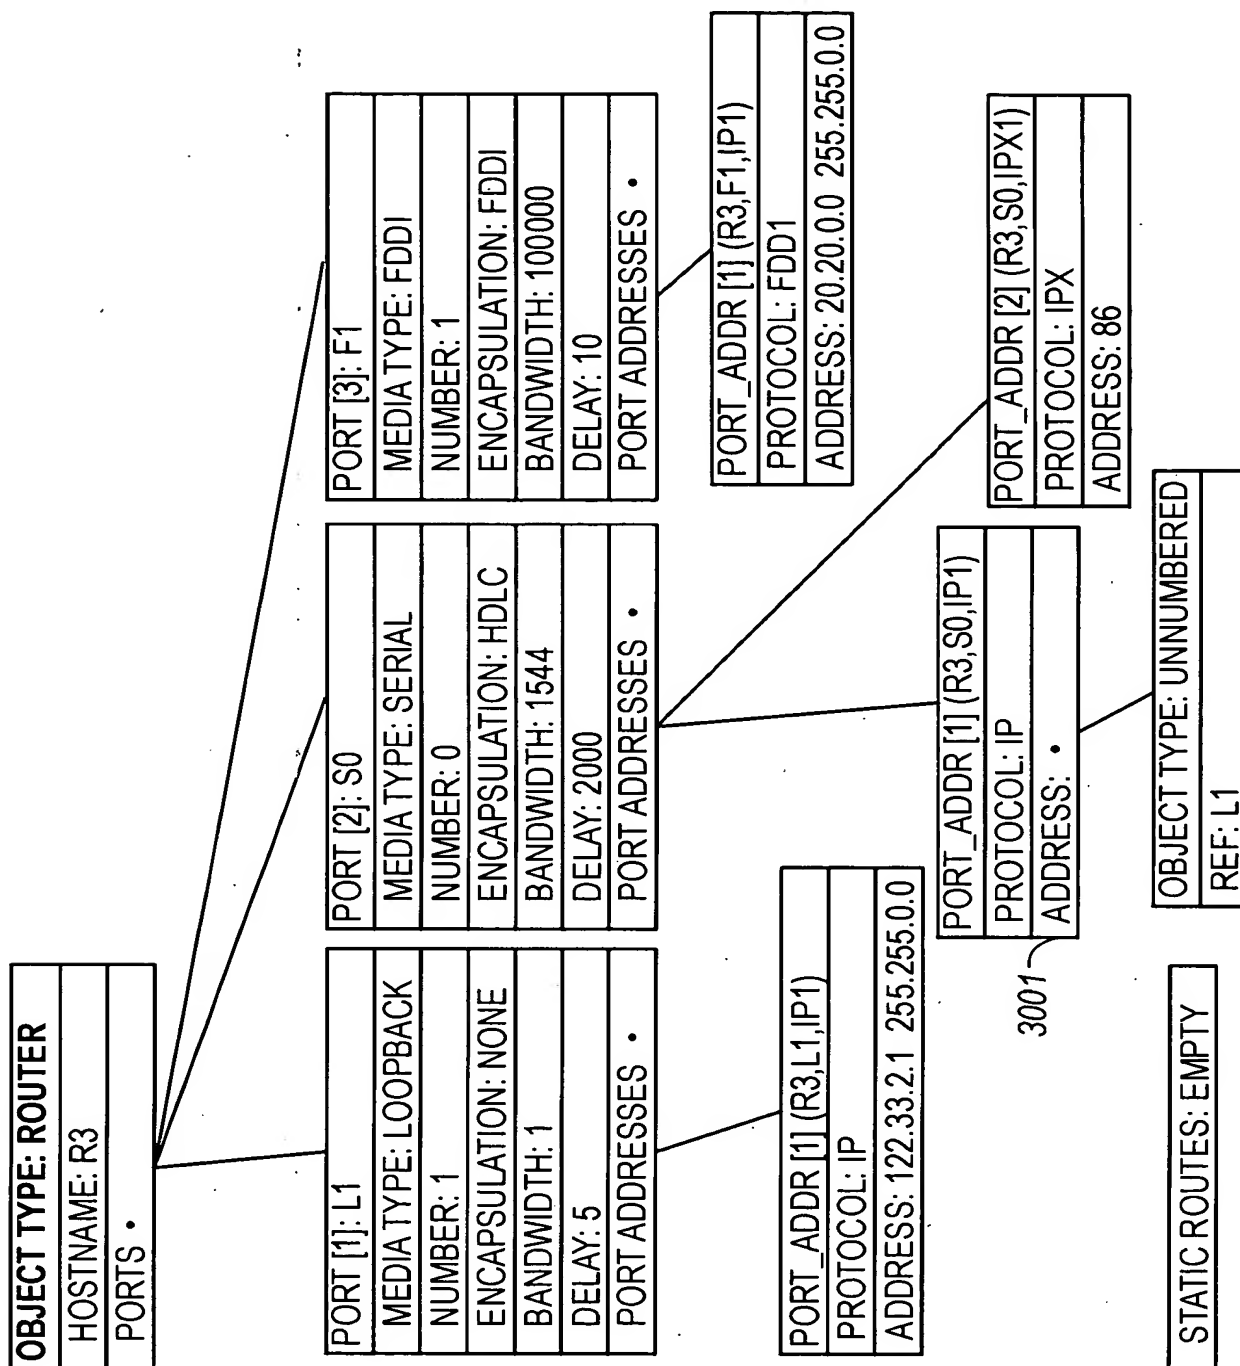 OBJECT TYPE: ROUTER
HOSTNAME: R3
PORTS •
PORT [1]: L1
MEDIA TYPE: LOOPBACK
NUMBER: 1
ENCAPSULATION: NONE
BANDWIDTH: 1
DELAY: 5
PORT ADDRESSES •
PORT [2]: S0
MEDIA TYPE: SERIAL
NUMBER: 0
ENCAPSULATION: HDLC
BANDWIDTH: 1544
DELAY: 2000
PORT ADDRESSES •
PORT [3]: F1
MEDIA TYPE: FDDI
NUMBER: 1
ENCAPSULATION: FDDI
BANDWIDTH: 100000
DELAY: 10
PORT ADDRESSES •
PORT_ADDR [1] (R3,L1,IP1)
PROTOCOL: IP
ADDRESS: 122.33.2.1 255.255.0.0
PORT_ADDR [1] (R3,F1,IP1)
PROTOCOL: FDD1
ADDRESS: 20.20.0.0 255.255.0.0
PORT_ADDR [1] (R3,S0,IP1)
PROTOCOL: IP
ADDRESS: •
3001
PORT_ADDR [2] (R3,S0,IPX1)
PROTOCOL: IPX
ADDRESS: 86
OBJECT TYPE: UNNUMBERED
REF: L1
STATIC ROUTES: EMPTY